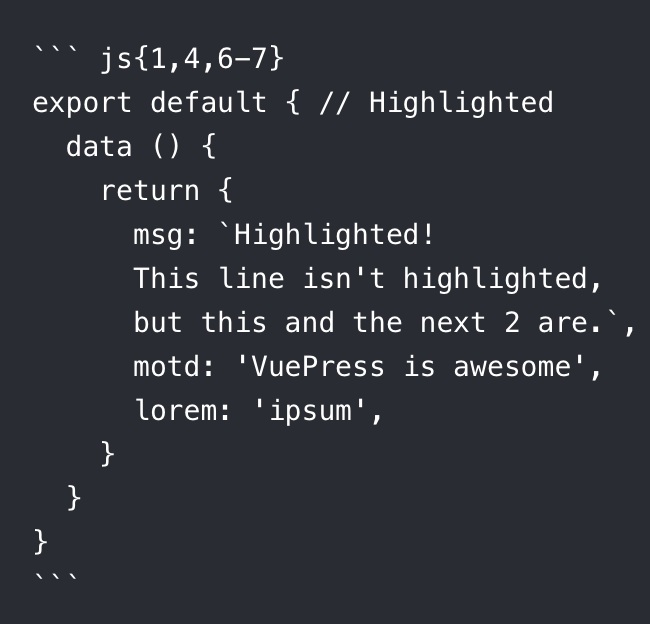 ``` js{1,4,6-7}
export default { // Highlighted
  data () {
    return {
      msg: `Highlighted!
      This line isn't highlighted,
      but this and the next 2 are.`,
      motd: 'VuePress is awesome',
      lorem: 'ipsum',
    }
  }
}
```